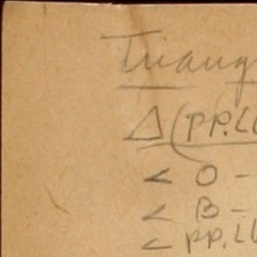 Triang
△(PP.L
< O -
< B -
< PP.L